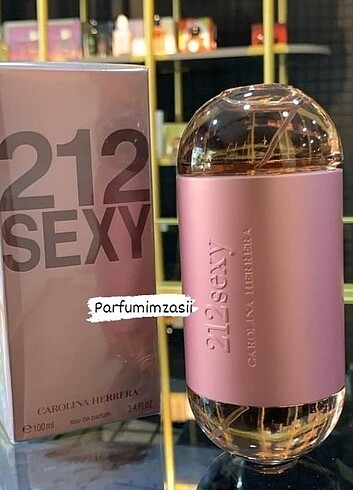 212
SEXY
CAROLINA HERRERA
℮100ml eau de parfum 3.4 FL.OZ
Parfumimzasii
212sexy
CAROLINA HERRERA